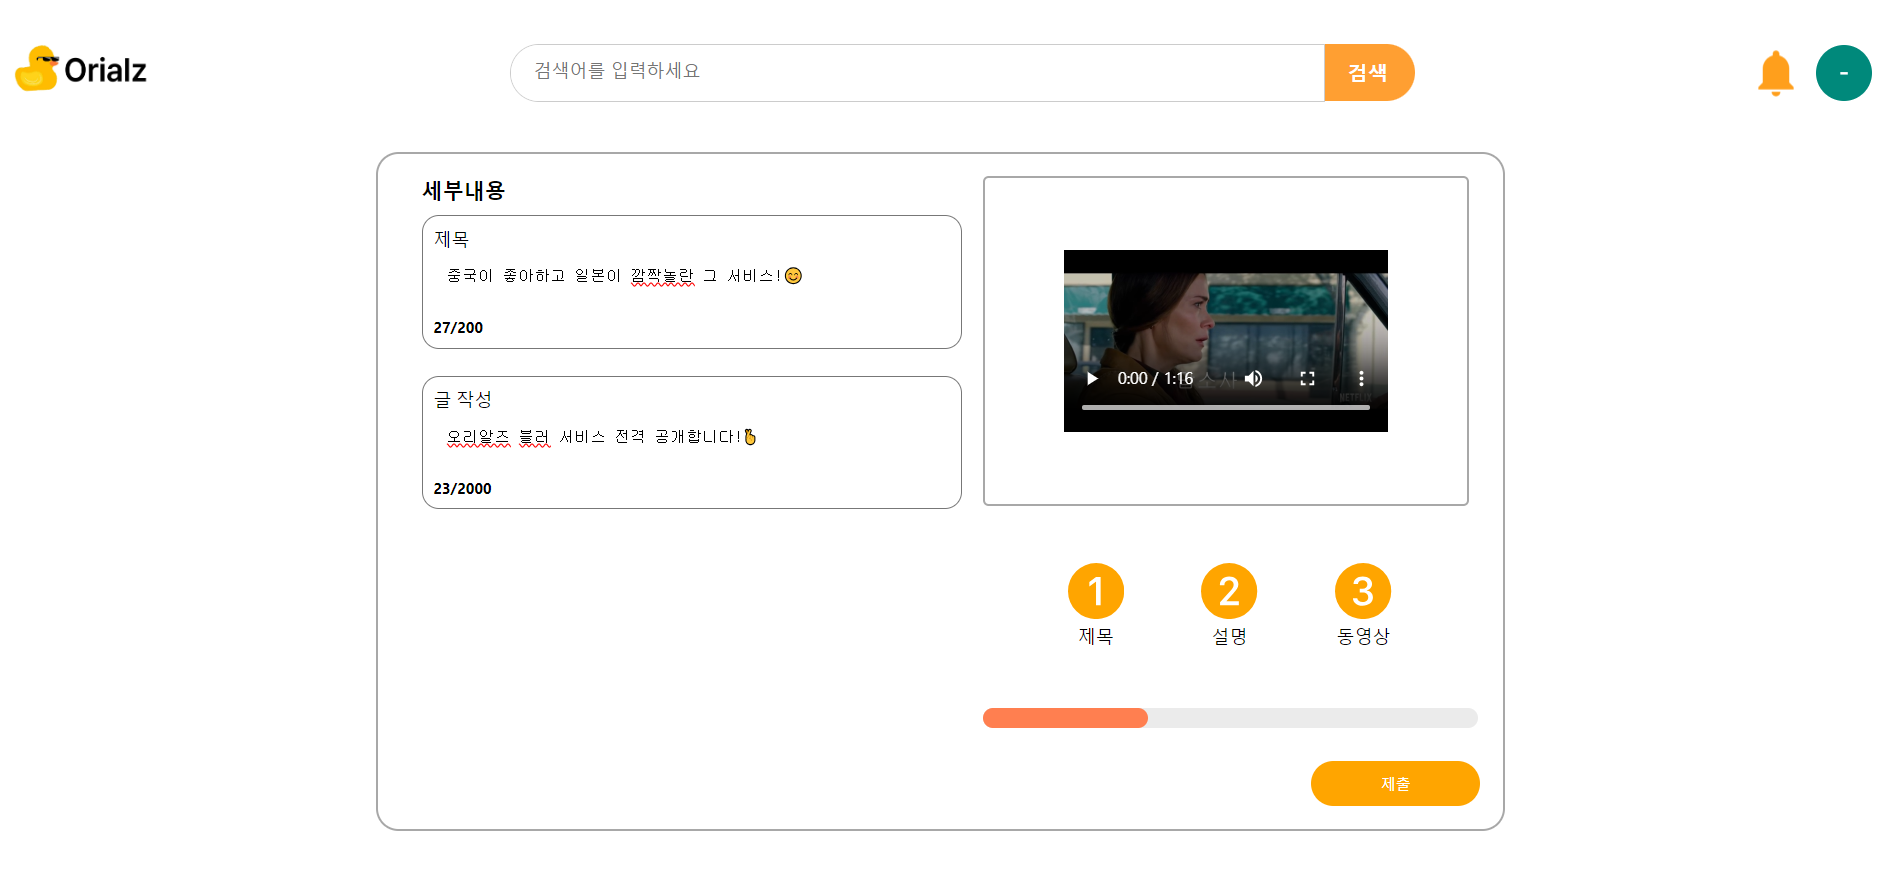 Orialz
검색어를 입력하세요
검색
-
세부내용
제목
중국이 좋아하고 일본이 깜짝놀란 그 서비스!😊
27/200
글 작성
오리알즈 블러 서비스 전격 공개합니다!🫰
23/2000
0:00 / 1:16
NETFLIX
1
2
3
제목
설명
동영상
제출